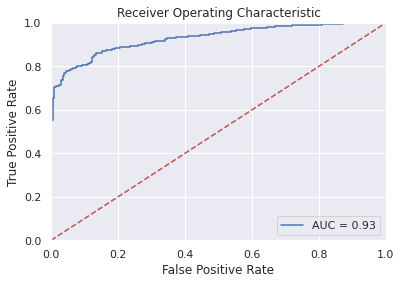 Receiver Operating Characteristic
1.0
0.8
0.6
0.4
0.2
0.0
True Positive Rate
AUC = 0.93
0.0 0.2 0.4 0.6 0.8 1.0
False Positive Rate